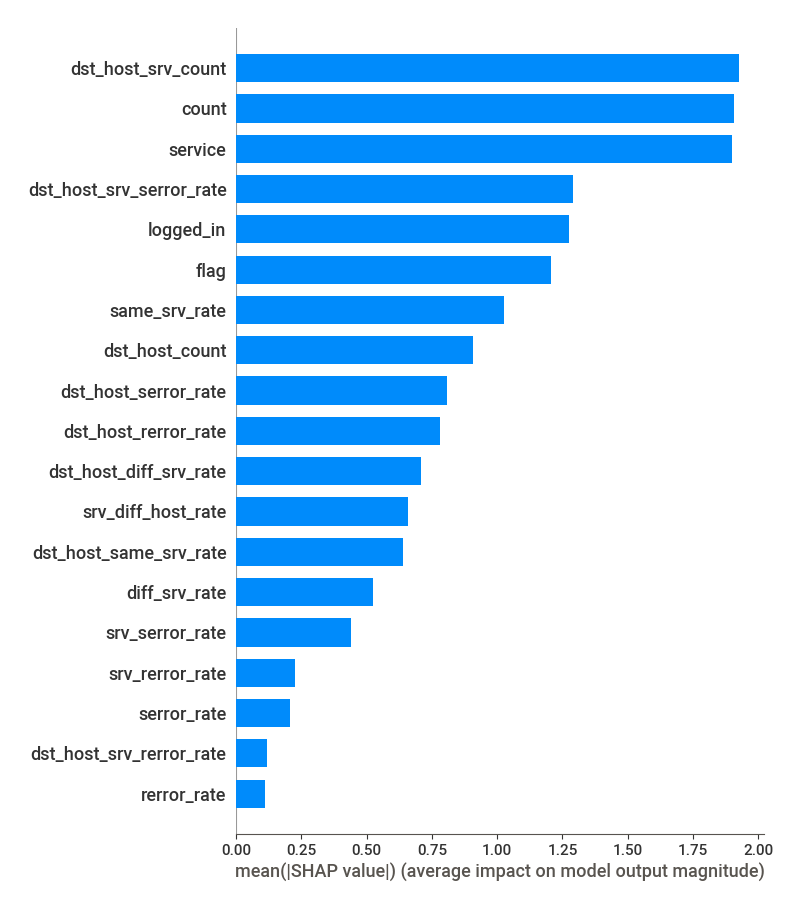 dst_host_srv_count
count
service
dst_host_srv_serror_rate
logged_in
flag
same_srv_rate
dst_host_count
dst_host_serror_rate
dst_host_rerror_rate
dst_host_diff_srv_rate
srv_diff_host_rate
dst_host_same_srv_rate
diff_srv_rate
srv_serror_rate
srv_rerror_rate
serror_rate
dst_host_srv_rerror_rate
rerror_rate
0.00 0.25 0.50 0.75 1.00 1.25 1.50 1.75 2.00
mean(|SHAP value|) (average impact on model output magnitude)